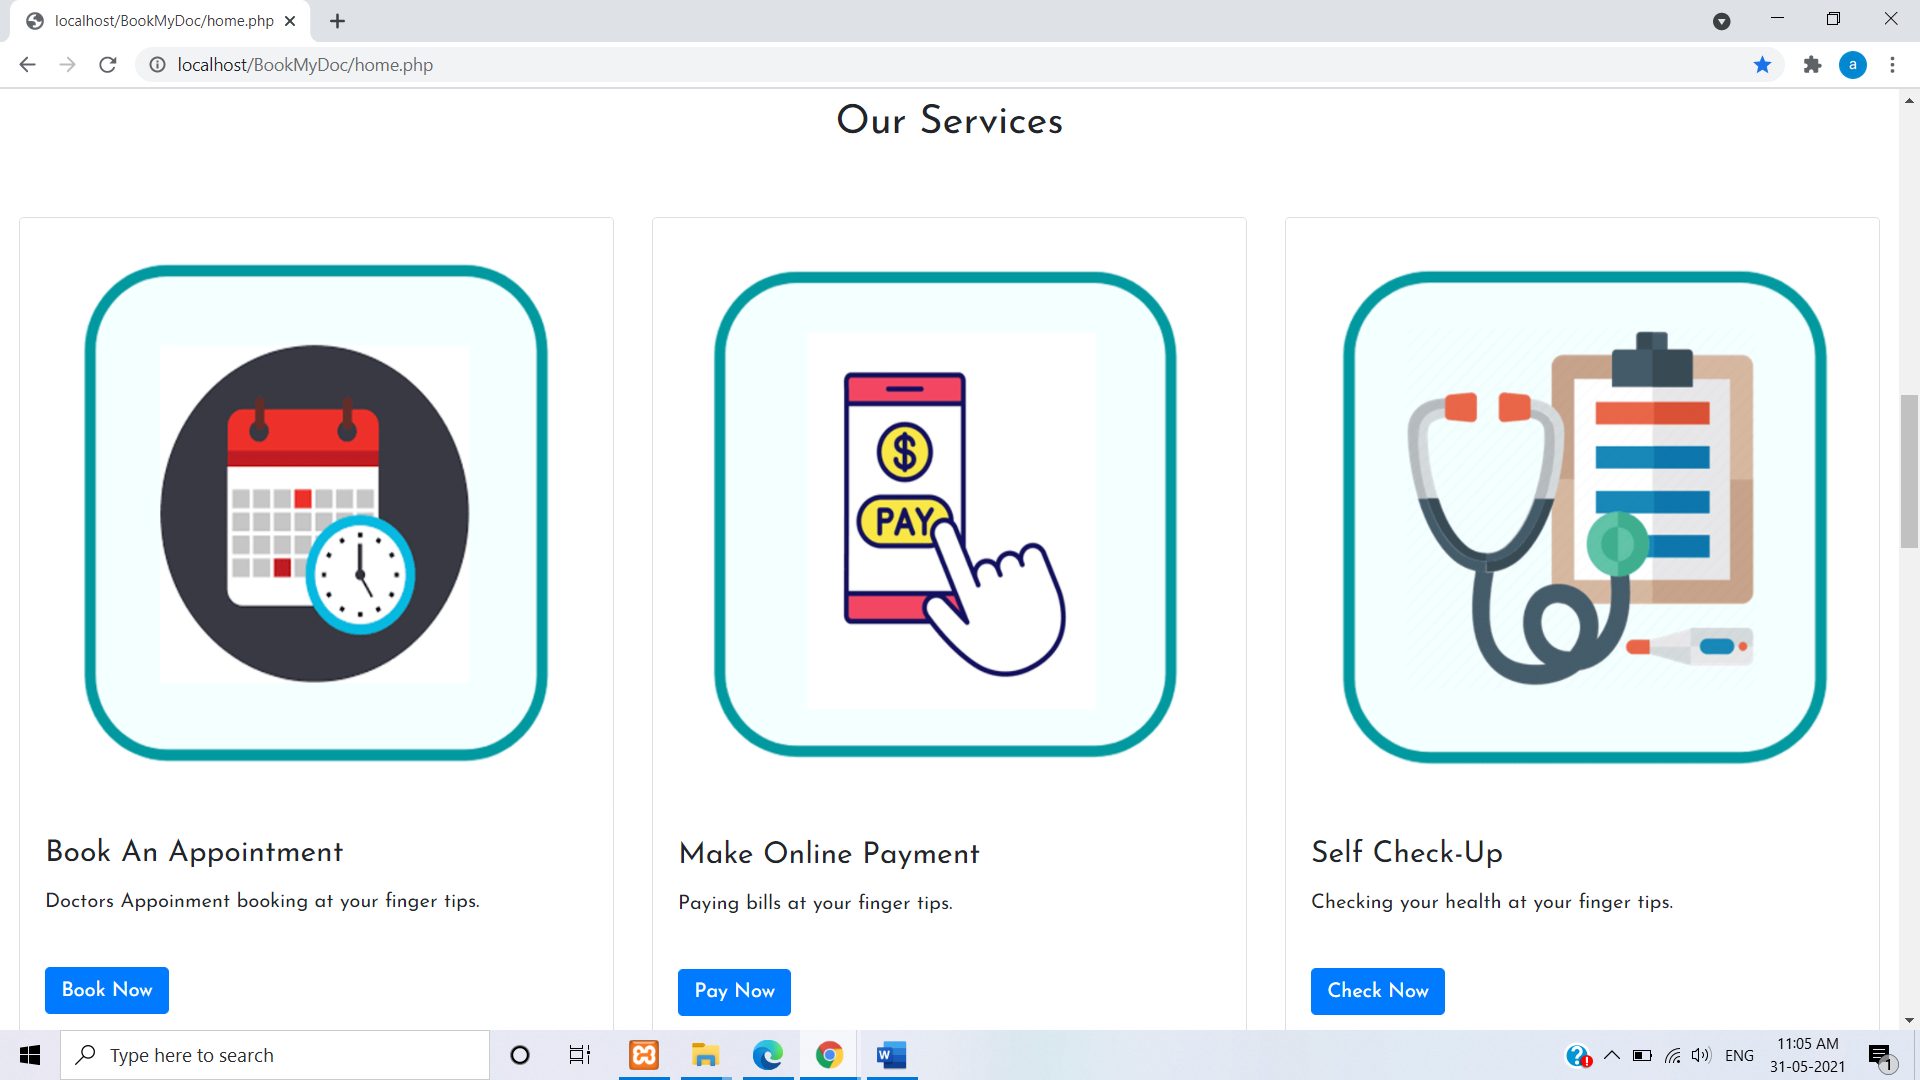 localhost/BookMyDoc/home.php
localhost/BookMyDoc/home.php
a
Our Services
$
PAY
Book An Appointment
Doctors Appoinment booking at your finger tips.
Book Now
Make Online Payment
Paying bills at your finger tips.
Pay Now
Self Check-Up
Checking your health at your finger tips.
Check Now
Type here to search
W
ENG
11:05 AM
31-05-2021
1